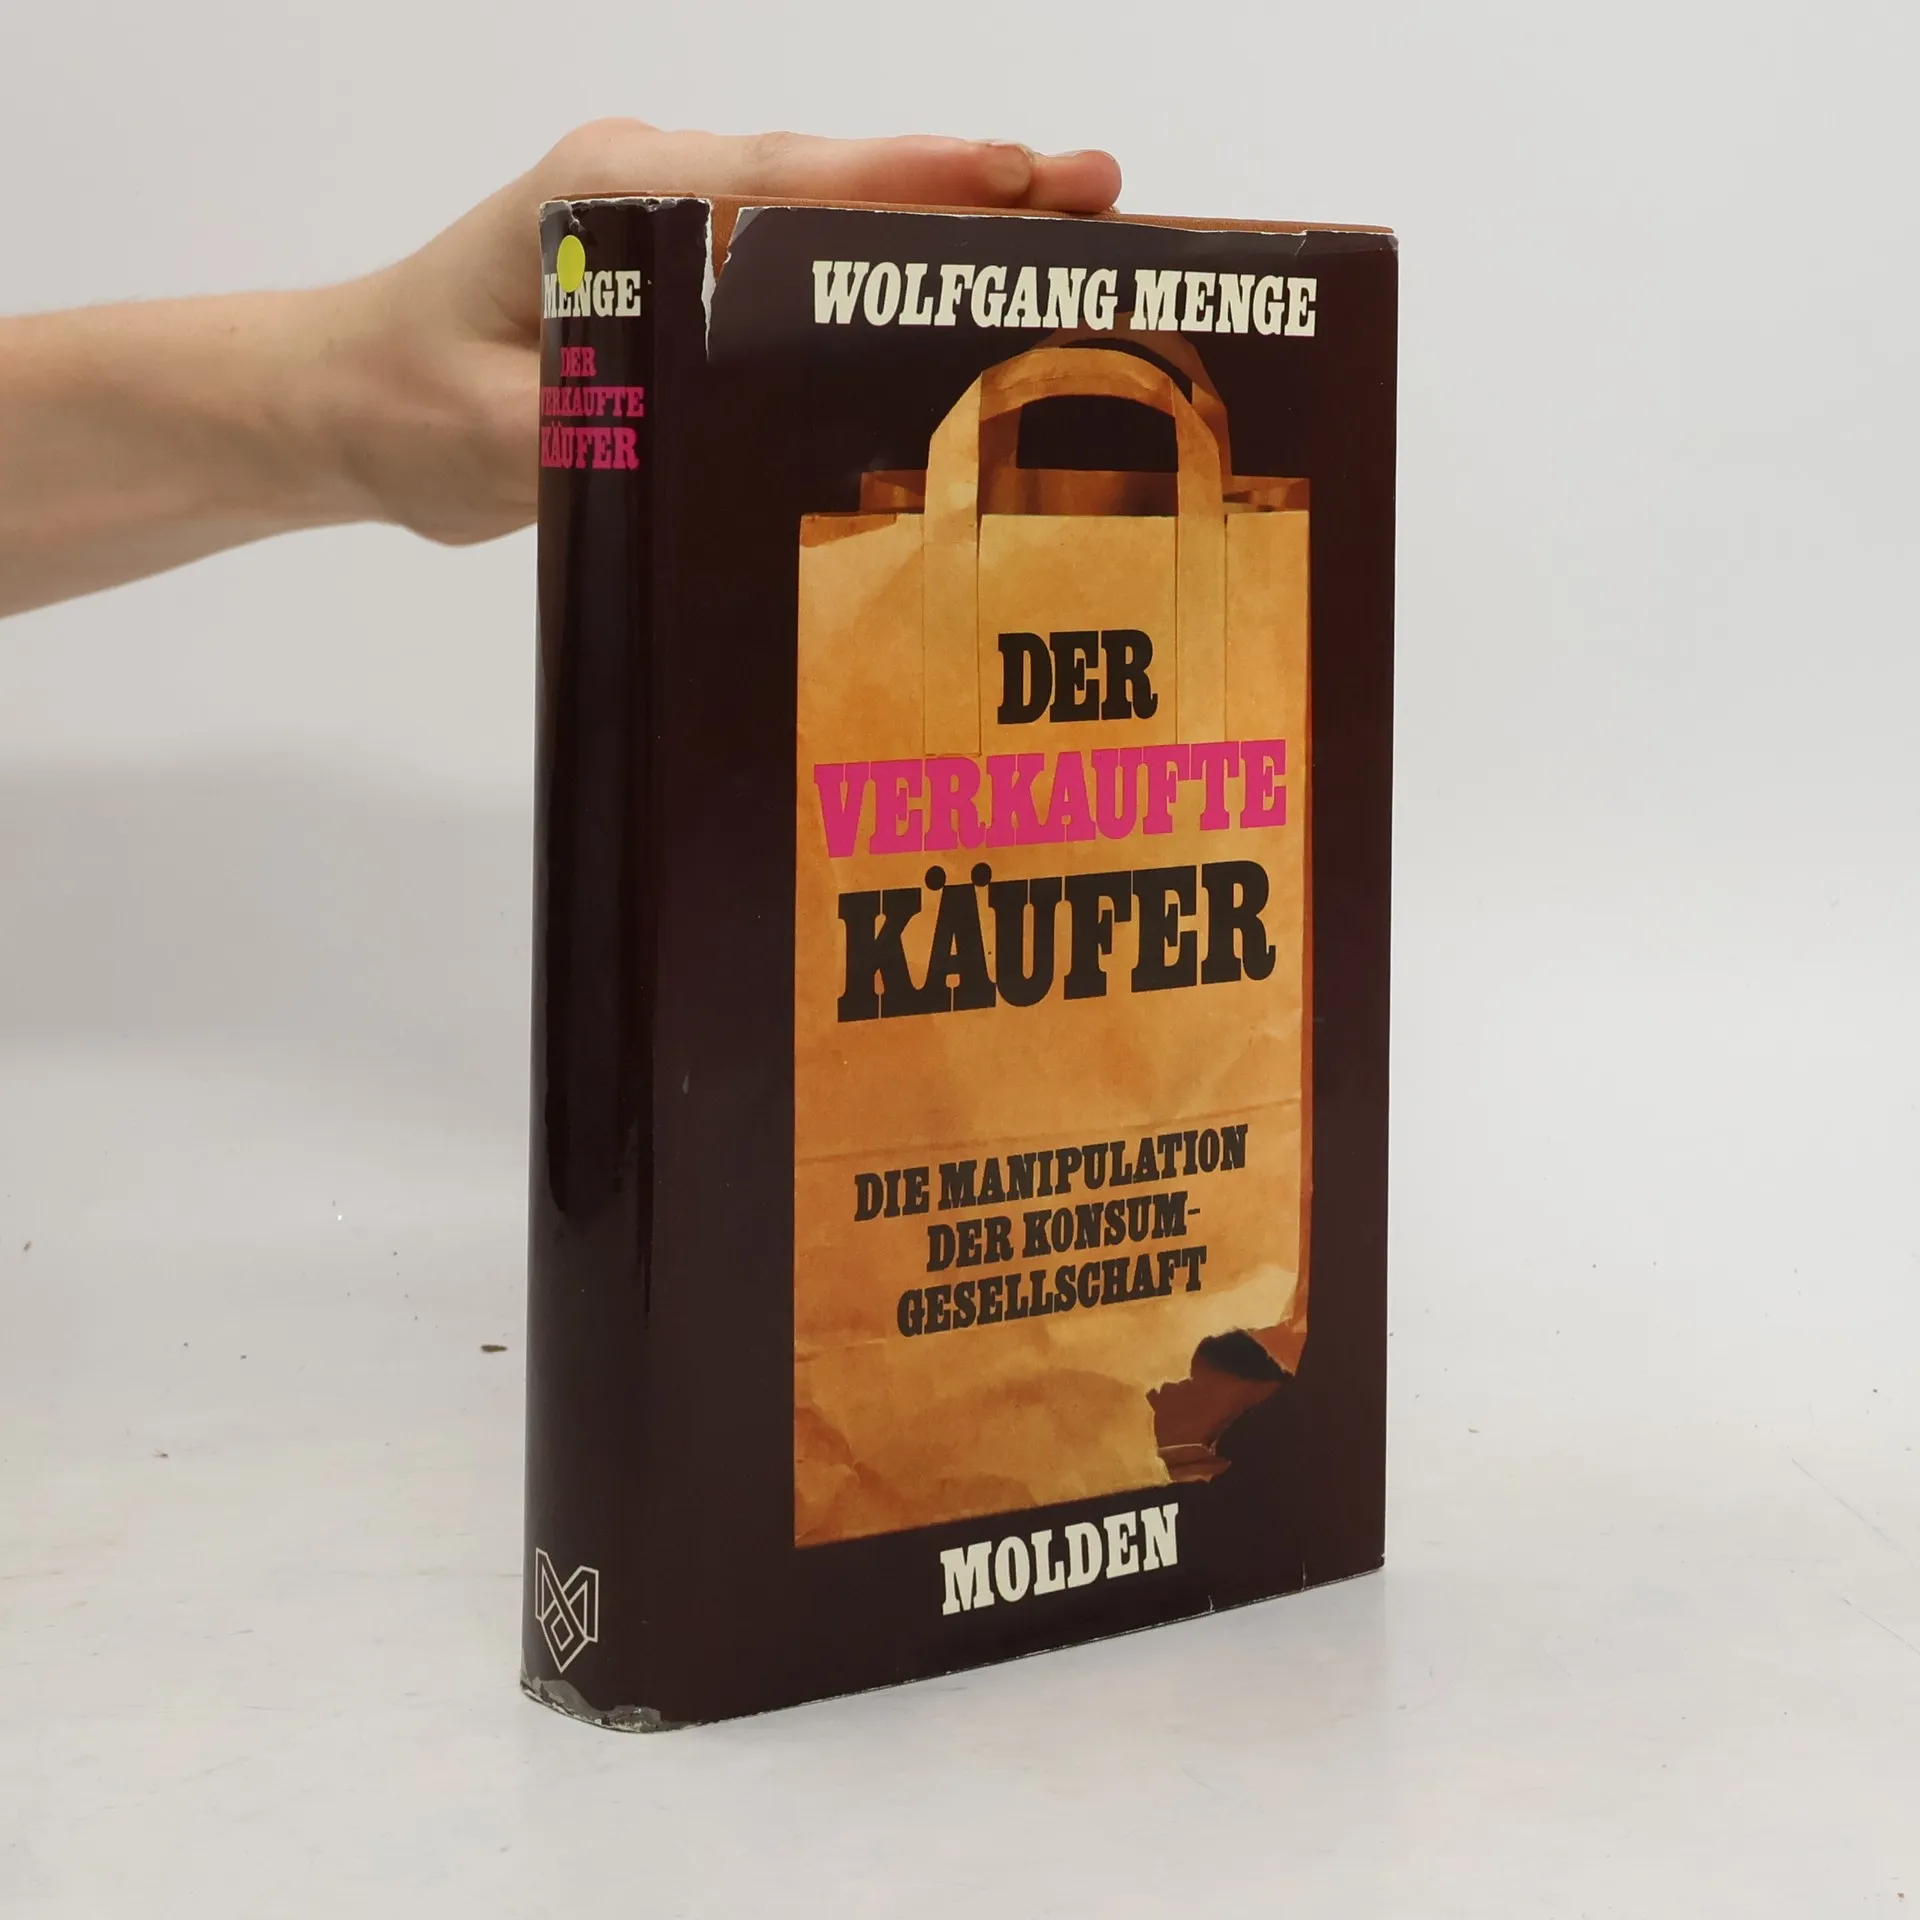 MENGE
DER
VERKAUFTE
KÄUFER
WOLFGANG MENGE
DER
VERKAUFTE
KÄUFER
DIE MANIPULATION
DER KONSUM-
GESELLSCHAFT
MOLDEN